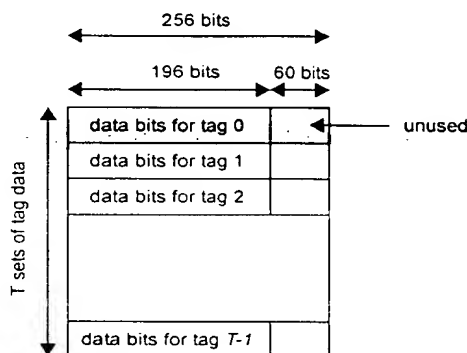 256 bits
196 bits
60 bits
data bits for tag 0
unused
data bits for tag 1
data bits for tag 2
T sets of tag data
data bits for tag T-1